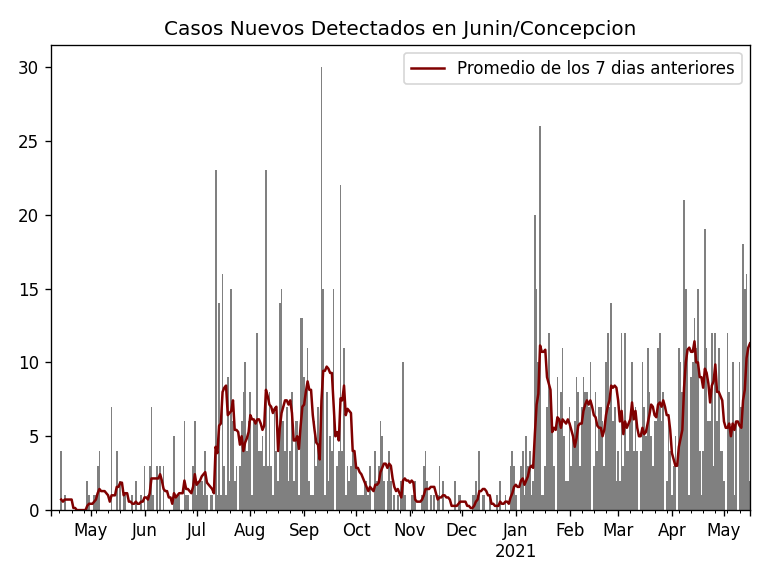 Casos Nuevos Detectados en Junin/Concepcion
Promedio de los 7 dias anteriores
30
25
20
15
10
5
0
May Jun Jul Aug Sep Oct Nov Dec Jan Feb Mar Apr May
2021